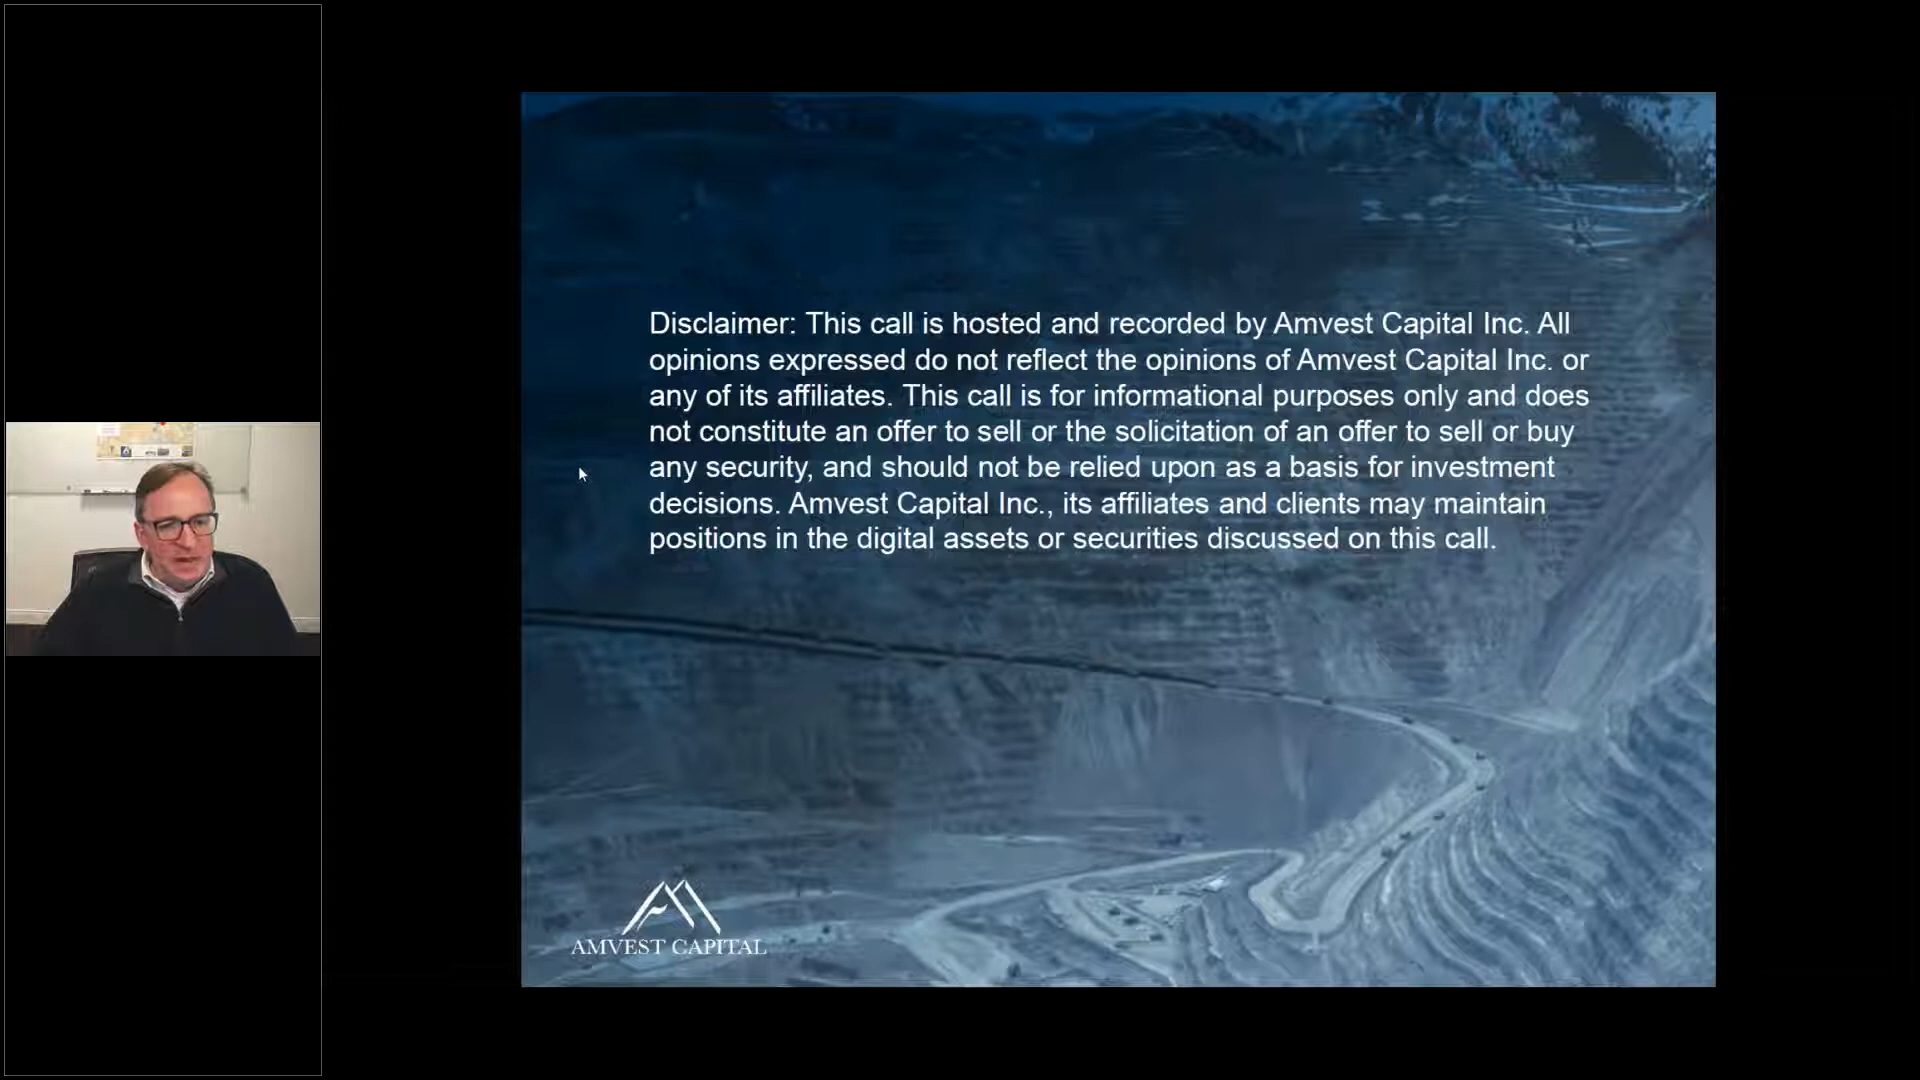 Disclaimer: This call is hosted and recorded by Amvest Capital Inc. All
opinions expressed do not reflect the opinions of Amvest Capital Inc. or
any of its affiliates. This call is for informational purposes only and does
not constitute an offer to sell or the solicitation of an offer to sell or buy
any security, and should not be relied upon as a basis for investment
decisions. Amvest Capital Inc., its affiliates and clients may maintain
positions in the digital assets or securities discussed on this call.
AMVEST CAPITAL